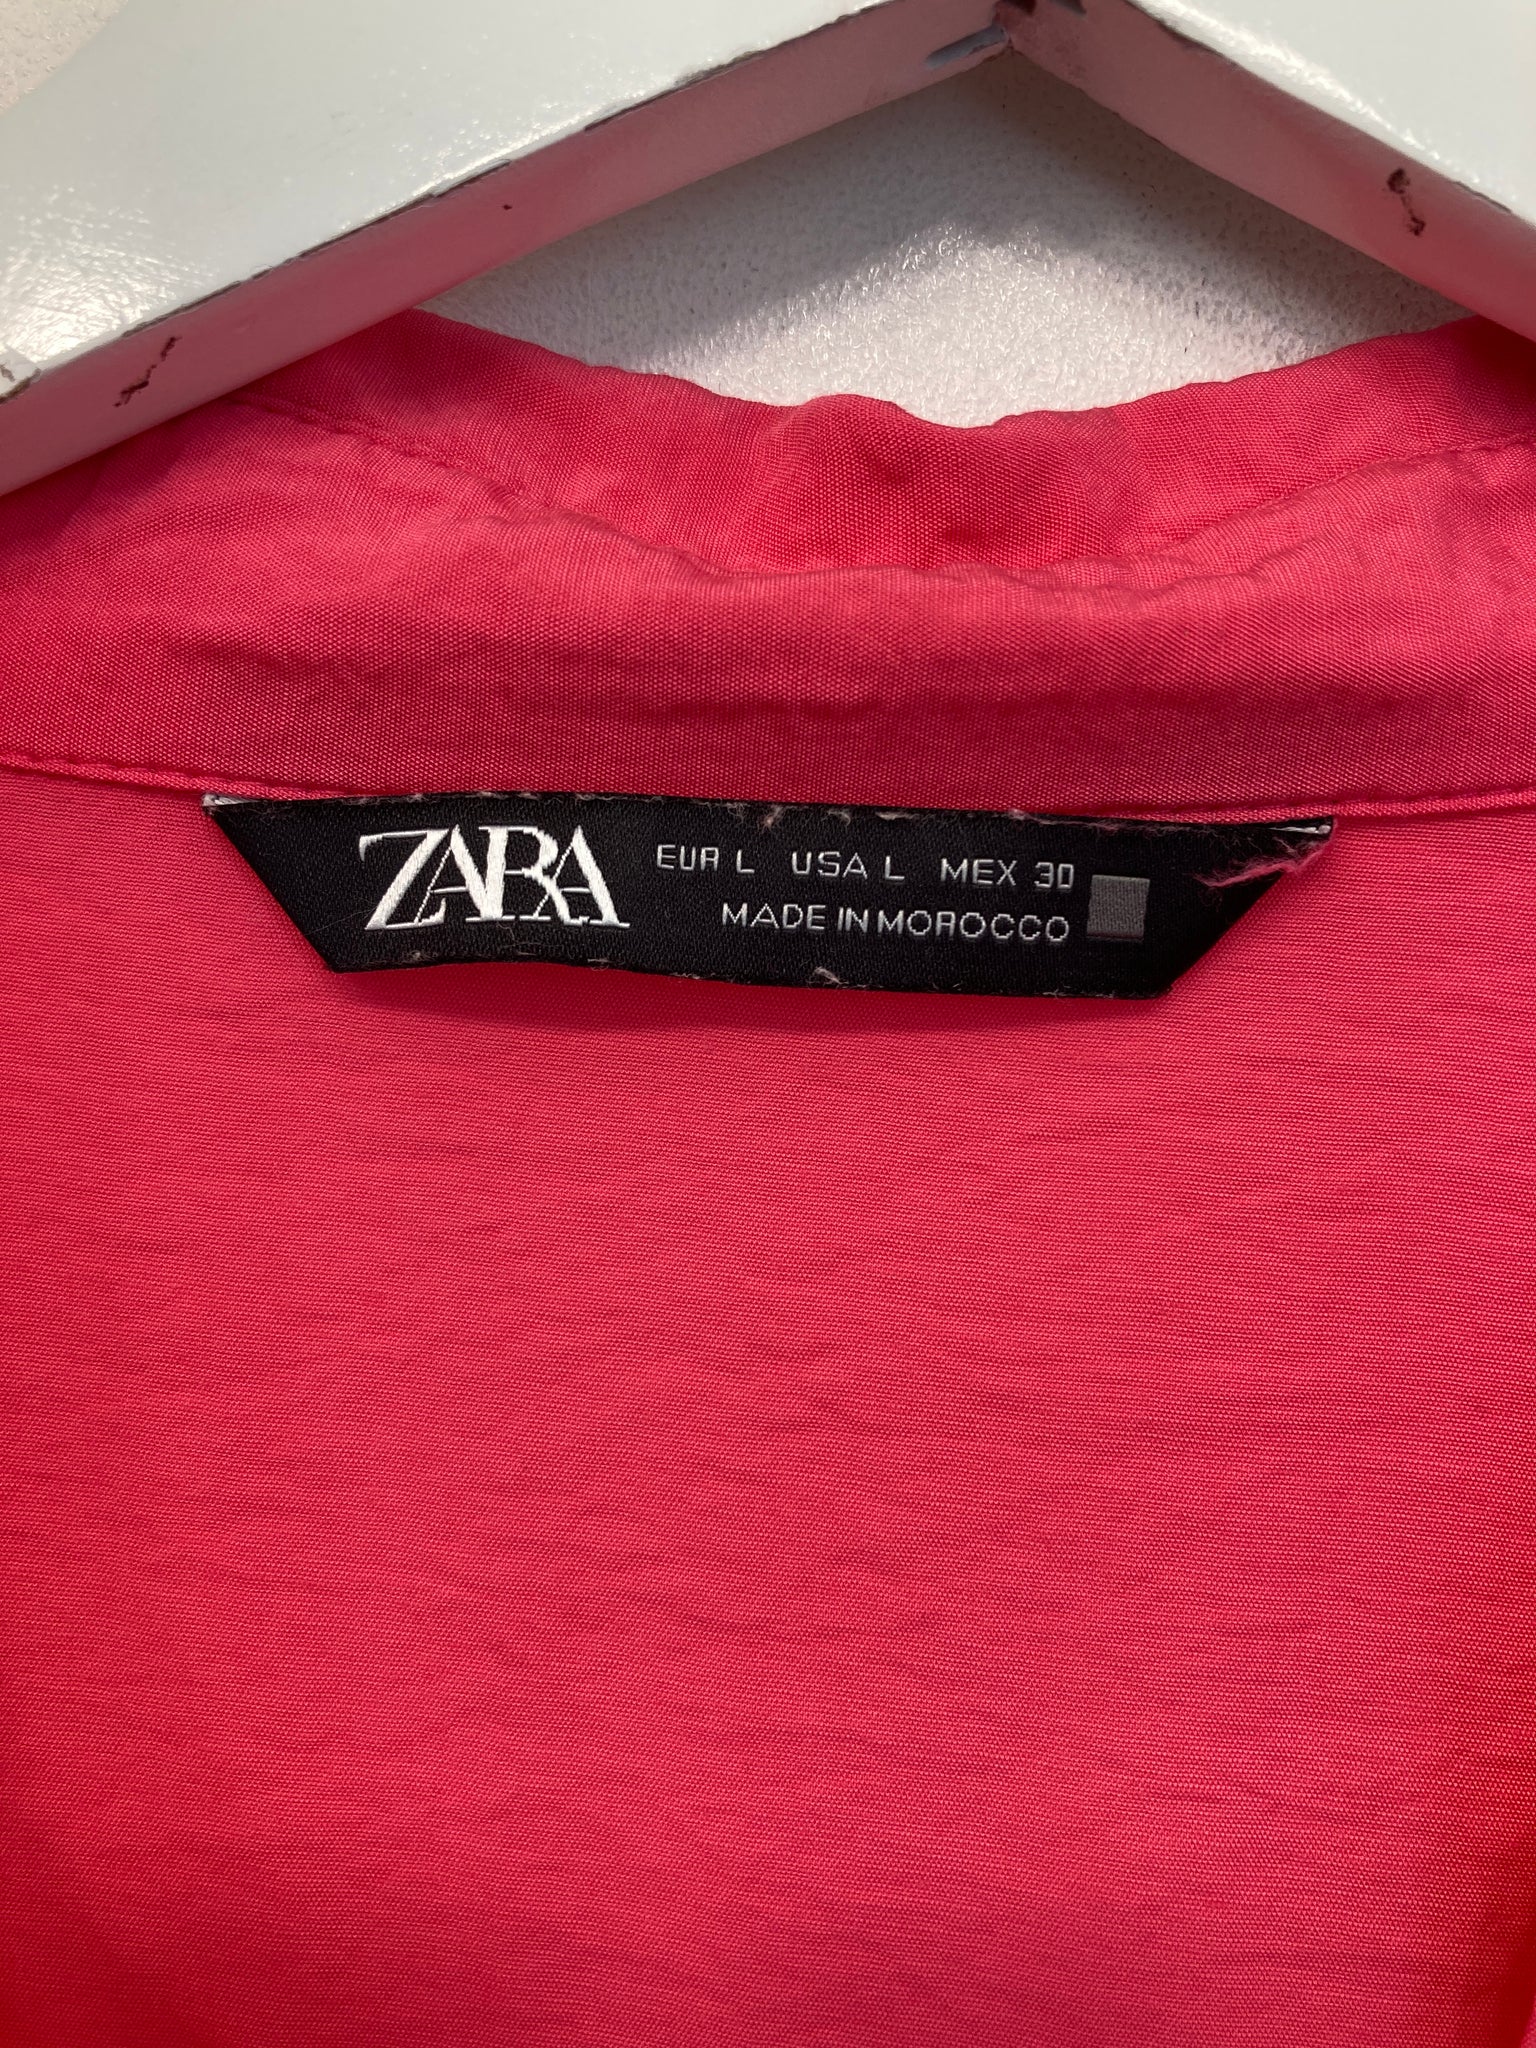 ZARA
EUR L USA L MEX 30
MADE IN MOROCCO